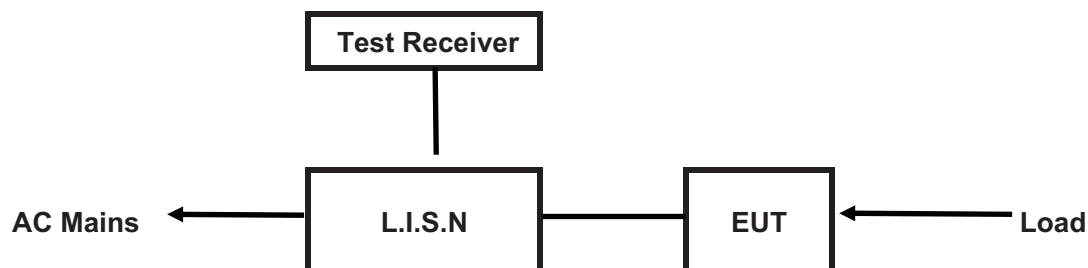 Test Receiver
AC Mains
L.I.S.N
EUT
Load